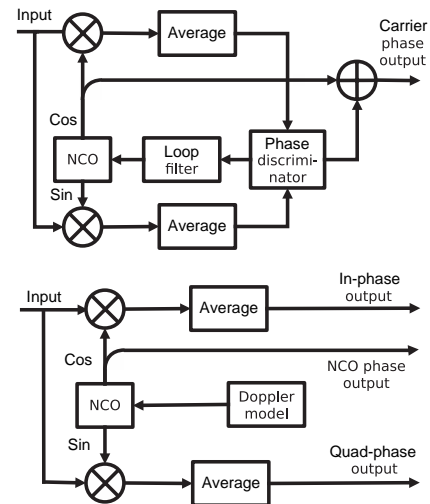 Input
Average
Carrier
phase
output
Cos
NCO
Loop
filter
Phase
discrimi-
nator
Sin
Average
Input
Average
In-phase
output
Cos
NCO phase
output
NCO
Doppler
model
Sin
Average
Quad-phase
output